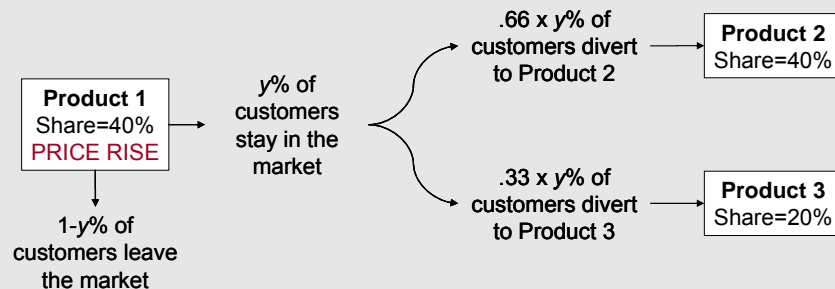 Product 1
Share=40%
PRICE RISE
1-y% of
customers leave
the market
y% of
customers
stay in the
market
.66 x y% of
customers divert
to Product 2
.33 x y% of
customers divert
to Product 3
Product 2
Share=40%
Product 3
Share=20%